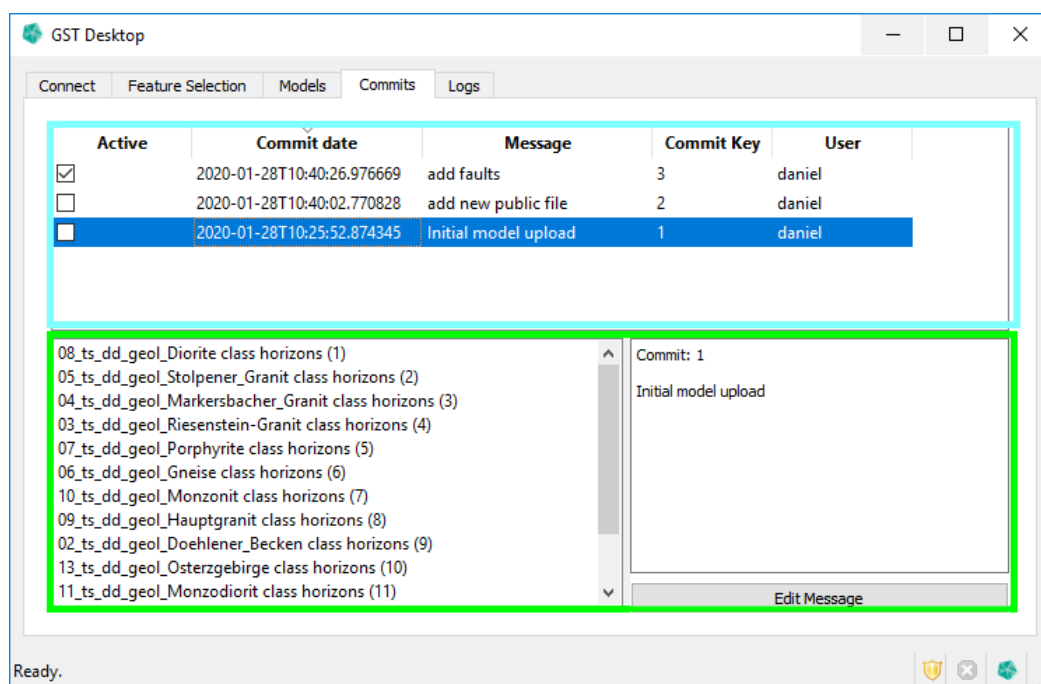 GST Desktop
Connect Feature Selection Models Commits Logs
Active Commit date Message Commit Key User
2020-01-28T10:40:26.976669 add faults 3 daniel
2020-01-28T10:40:02.770828 add new public file 2 daniel
2020-01-28T10:25:52.874345 Initial model upload 1 daniel
08_ts_dd_geol_Diorite class horizons (1)
05_ts_dd_geol_Stolpener_Granit class horizons (2)
04_ts_dd_geol_Markersbacher_Granit class horizons (3)
03_ts_dd_geol_Riesenstein-Granit class horizons (4)
07_ts_dd_geol_Porphyrite class horizons (5)
06_ts_dd_geol_Gneise class horizons (6)
10_ts_dd_geol_Monzonit class horizons (7)
09_ts_dd_geol_Hauptgranit class horizons (8)
02_ts_dd_geol_Doehlener_Becken class horizons (9)
13_ts_dd_geol_Osterzgebirge class horizons (10)
11_ts_dd_geol_Monzodiorit class horizons (11)
Commit: 1
Initial model upload
Edit Message
Ready.